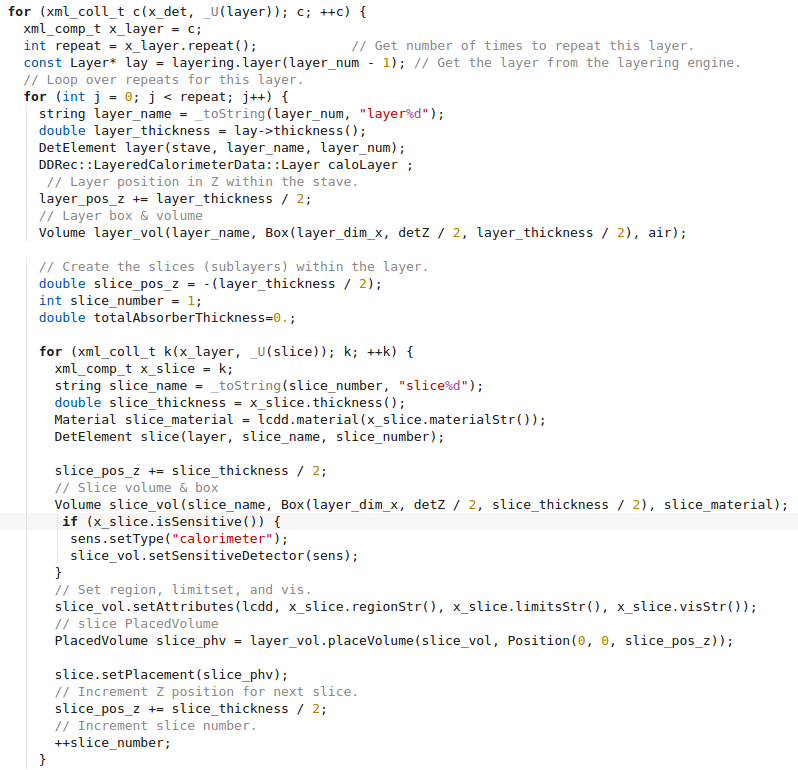 for (xml_coll_t c(x_det, _U(layer)); c; ++c) {
  xml_comp_t x_layer = c;
  int repeat = x_layer.repeat();            // Get number of times to repeat this layer.
  const Layer* lay = layering.layer(layer_num - 1); // Get the layer from the layering engine.
  // Loop over repeats for this layer.
  for (int j = 0; j < repeat; j++) {
    string layer_name = _toString(layer_num, "layer%d");
    double layer_thickness = lay->thickness();
    DetElement layer(stave, layer_name, layer_num);
    DDRec::LayeredCalorimeterData::Layer caloLayer ;
     // Layer position in Z within the stave.
    layer_pos_z += layer_thickness / 2;
    // Layer box & volume
    Volume layer_vol(layer_name, Box(layer_dim_x, detZ / 2, layer_thickness / 2), air);

    // Create the slices (sublayers) within the layer.
    double slice_pos_z = -(layer_thickness / 2);
    int slice_number = 1;
    double totalAbsorberThickness=0.;

    for (xml_coll_t k(x_layer, _U(slice)); k; ++k) {
      xml_comp_t x_slice = k;
      string slice_name = _toString(slice_number, "slice%d");
      double slice_thickness = x_slice.thickness();
      Material slice_material = lcdd.material(x_slice.materialStr());
      DetElement slice(layer, slice_name, slice_number);

      slice_pos_z += slice_thickness / 2;
      // Slice volume & box
      Volume slice_vol(slice_name, Box(layer_dim_x, detZ / 2, slice_thickness / 2), slice_material);
       if (x_slice.isSensitive()) {
        sens.setType("calorimeter");
        slice_vol.setSensitiveDetector(sens);
      }
      // Set region, limitset, and vis.
      slice_vol.setAttributes(lcdd, x_slice.regionStr(), x_slice.limitsStr(), x_slice.visStr());
      // slice PlacedVolume
      PlacedVolume slice_phv = layer_vol.placeVolume(slice_vol, Position(0, 0, slice_pos_z));

      slice.setPlacement(slice_phv);
      // Increment Z position for next slice.
      slice_pos_z += slice_thickness / 2;
      // Increment slice number.
      ++slice_number;
    }